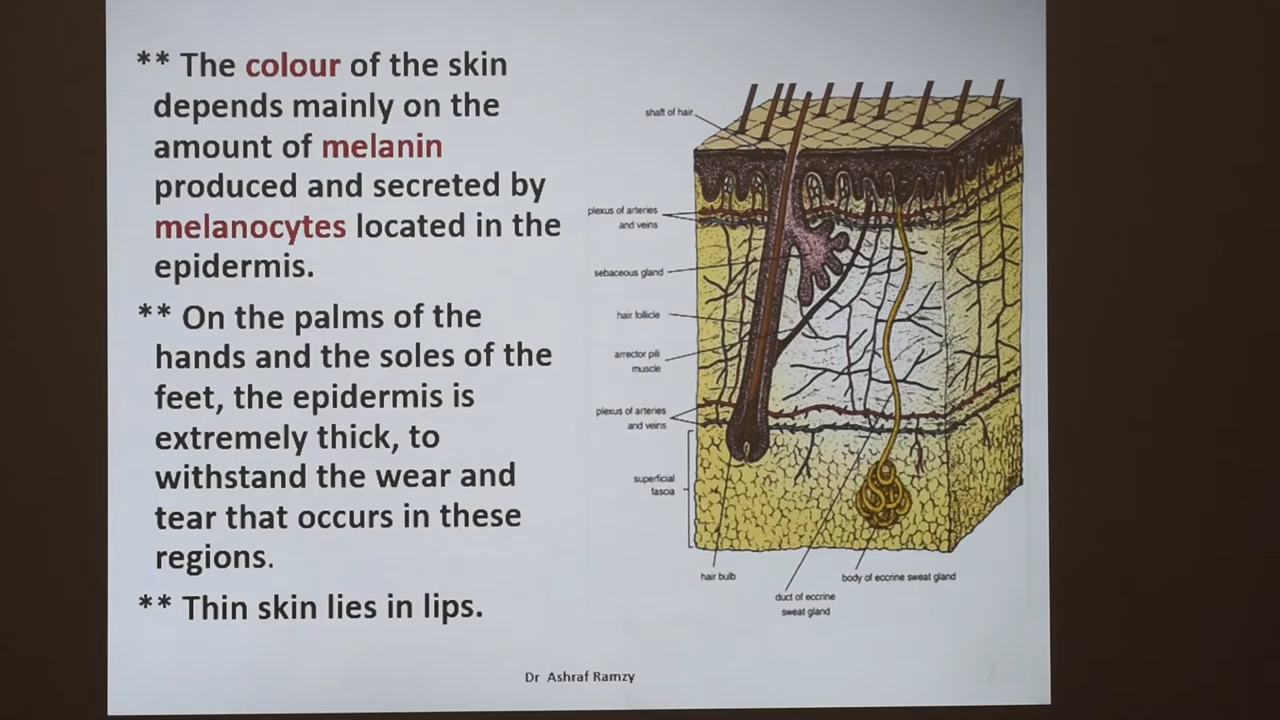 ** The colour of the skin
depends mainly on the
amount of melanin
produced and secreted by
melanocytes located in the
epidermis.
** On the palms of the
hands and the soles of the
feet, the epidermis is
extremely thick, to
withstand the wear and
tear that occurs in these
regions.
** Thin skin lies in lips.
shaft of hair
plexus of arteries
and veins
sebaceous gland
hair follicle
arrector pili
muscle
plexus of arteries
and veins
superficial
fascia
hair bulb
body of eccrine sweat gland
duct of eccrine
sweat gland
Dr Ashraf Ramzy